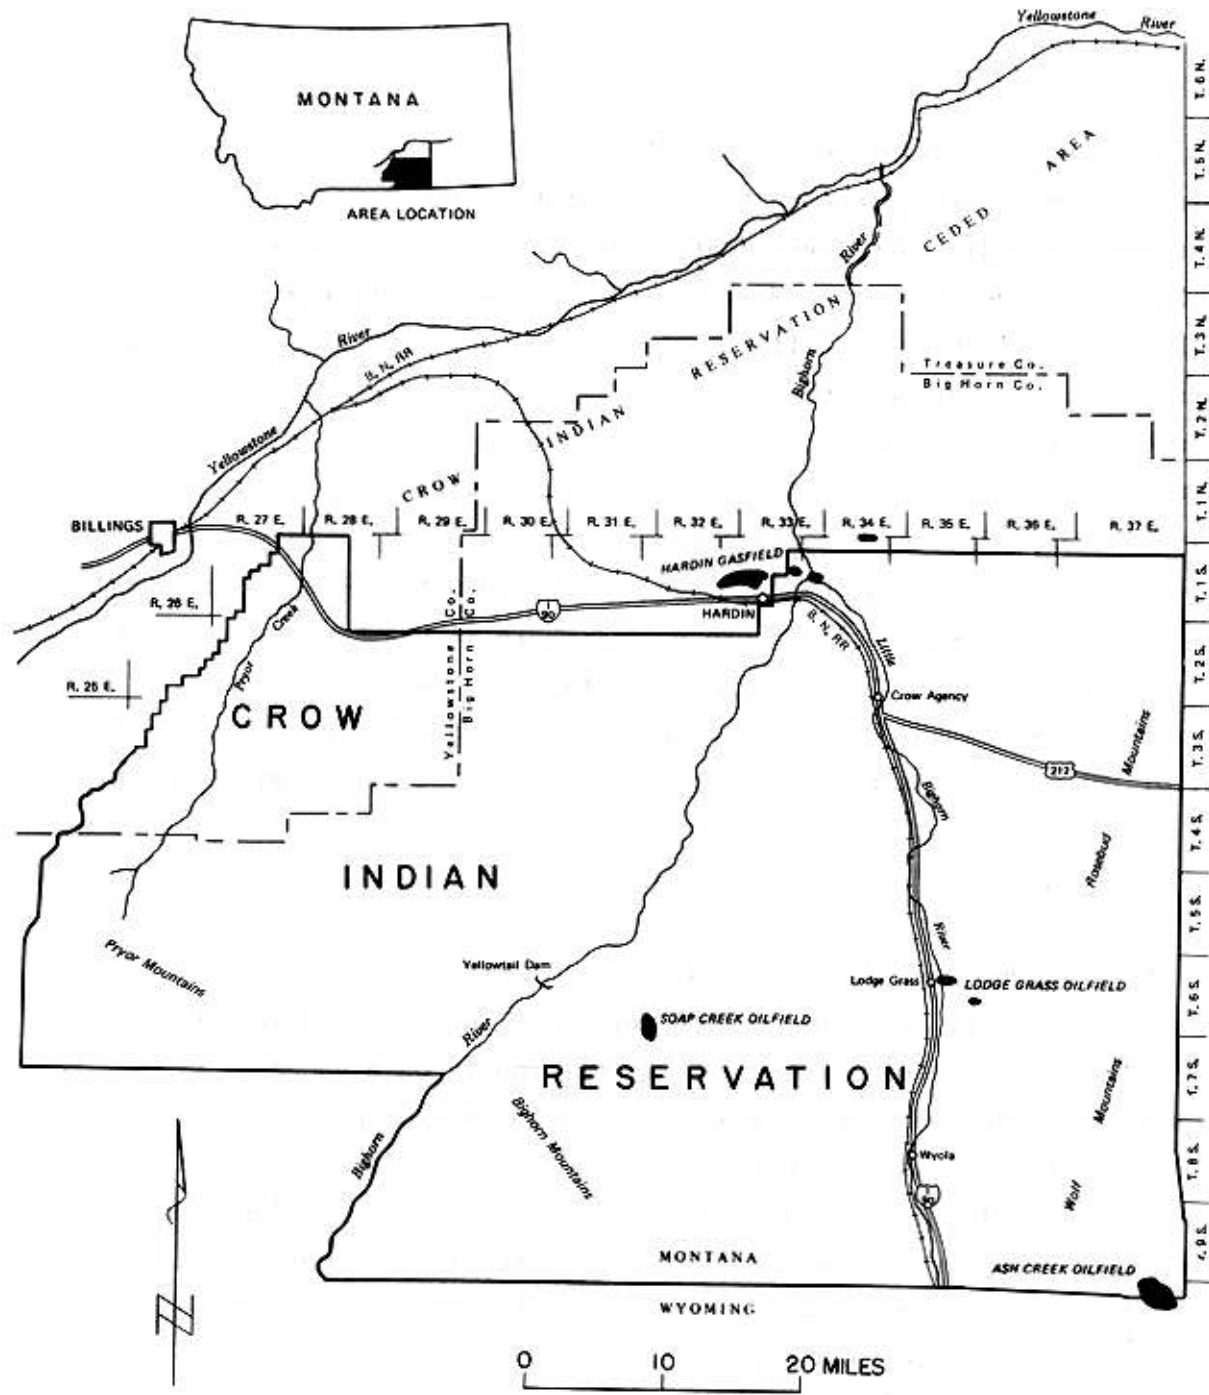 Yellowstone River
MONTANA
AREA LOCATION
T. 6 N.
T. 5 N.
T. 4 N.
T. 3 N.
T. 2 N.
T. 1 N.
T. 1 S.
T. 2 S.
T. 3 S.
T. 4 S.
T. 5 S.
T. 6 S.
T. 7 S.
T. 8 S.
T. 9 S.
CROW INDIAN RESERVATION CEDED AREA
Bighorn River
Yellowstone River
B. N. RR
Treasure Co.
Big Horn Co.
BILLINGS
R. 27 E.
R. 28 E.
R. 29 E.
R. 30 E.
R. 31 E.
R. 32 E.
R. 33 E.
R. 34 E.
R. 35 E.
R. 36 E.
R. 37 E.
R. 26 E.
R. 25 E.
HARDIN GASFIELD
HARDIN
I
90
B. N. RR
Pryor Creek
Yellowstone Co.
Big Horn Co.
Little Bighorn River
Crow Agency
212
CROW
INDIAN
RESERVATION
Rosebud Mountains
Pryor Mountains
Yellowtail Dam
Lodge Grass
LODGE GRASS OILFIELD
SOAP CREEK OILFIELD
Bighorn River
Bighorn Mountains
Wolf Mountains
Wyola
ASH CREEK OILFIELD
MONTANA
WYOMING
N
0 10 20 MILES